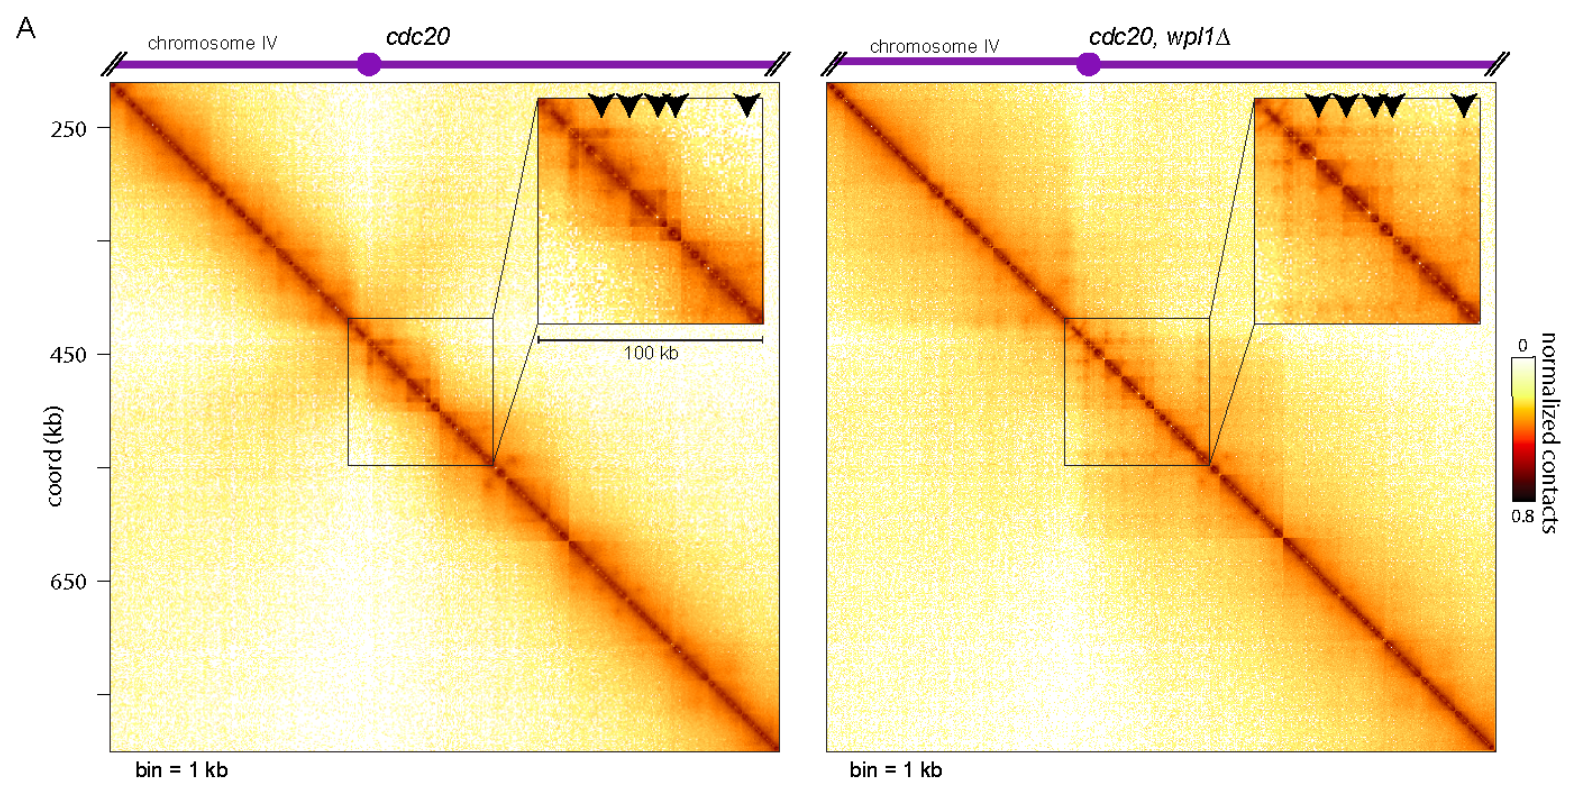 A
chromosome IV
cdc20
chromosome IV
cdc20, wpl1Δ
250
450
650
coord (kb)
100 kb
0
0.8
normalized contacts
bin = 1 kb
bin = 1 kb